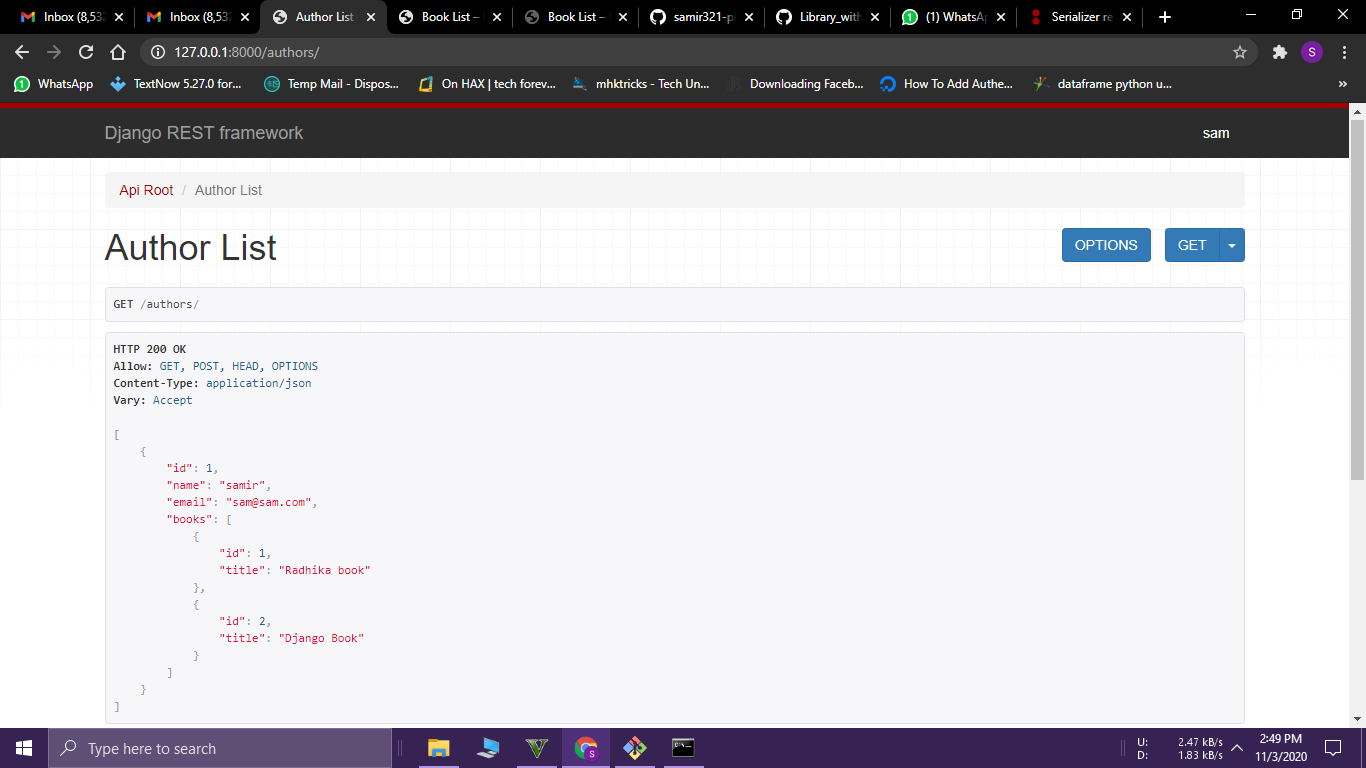 Inbox (8,532
Inbox (8,532
Author List
Book List –
Book List –
samir321-p
Library_with
(1) WhatsAp
Serializer re
127.0.0.1:8000/authors/
S
WhatsApp
TextNow 5.27.0 for...
Temp Mail - Dispos...
On HAX | tech forev...
mhktricks - Tech Un...
Downloading Faceb...
How To Add Authe...
dataframe python u...
»
Django REST framework
sam
Api Root / Author List
Author List
OPTIONS
GET
GET /authors/
HTTP 200 OK
Allow: GET, POST, HEAD, OPTIONS
Content-Type: application/json
Vary: Accept
[
    {
        "id": 1,
        "name": "samir",
        "email": "sam@sam.com",
        "books": [
            {
                "id": 1,
                "title": "Radhika book"
            },
            {
                "id": 2,
                "title": "Django Book"
            }
        ]
    }
]
Type here to search
U: 2.47 kB/s
D: 1.83 kB/s
2:49 PM
11/3/2020